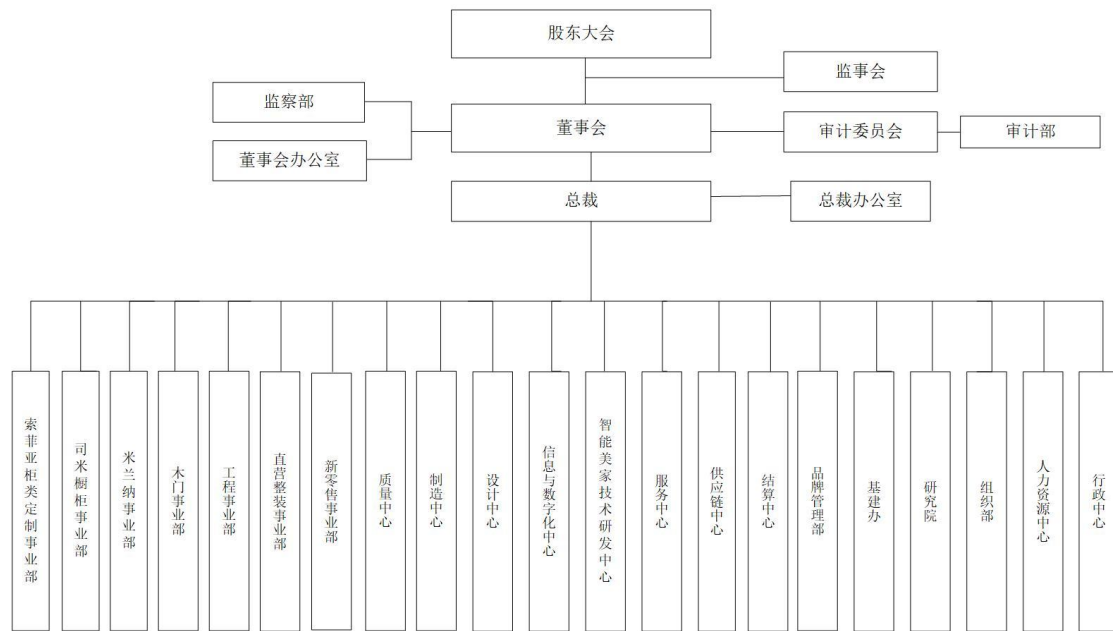 股东大会
监事会
监察部
董事会
审计委员会
审计部
董事会办公室
总裁
总裁办公室
索菲亚柜类定制事业部
司米橱柜事业部
米兰纳事业部
木门事业部
工程事业部
直营整装事业部
新零售事业部
质量中心
制造中心
设计中心
信息与数字化中心
智能美家技术研发中心
服务中心
供应链中心
结算中心
品牌管理部
基建办
研究院
组织部
人力资源中心
行政中心